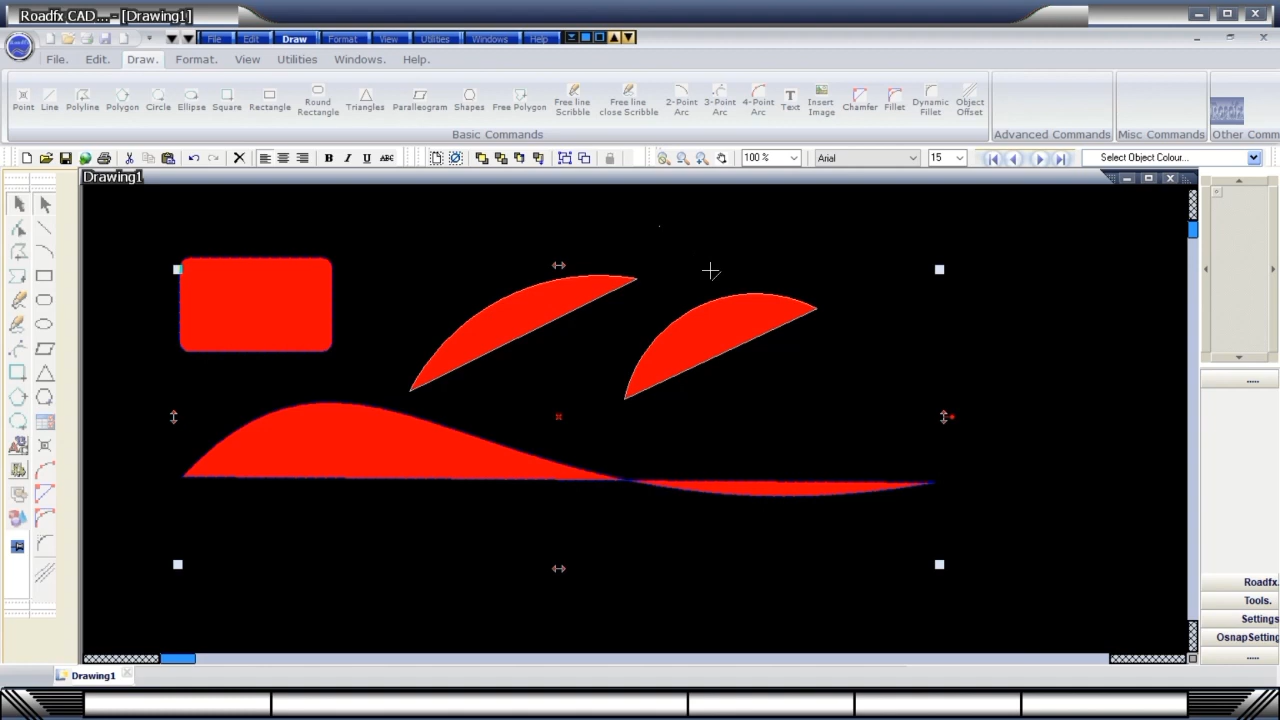 Roadfx CAD... - [Drawing1]
File Edit Draw Format View Utilities Windows Help
File. Edit. Draw. Format. View Utilities Windows. Help.
Point Line Polyline Polygon Circle Ellipse Square Rectangle Round Rectangle Triangles Parallelogram Shapes Free Polygon Free line Scribble Free line close Scribble 2-Point Arc 3-Point Arc 4-Point Arc Text Insert Image Chamfer Fillet Dynamic Fillet Object Offset
Basic Commands Advanced Commands Misc Commands Other Comm
B I U ABC 100 % Arial 15 Select Object Colour...
Drawing1
.....
Roadfx.
Tools.
Settings
OsnapSetting
.....
Drawing1